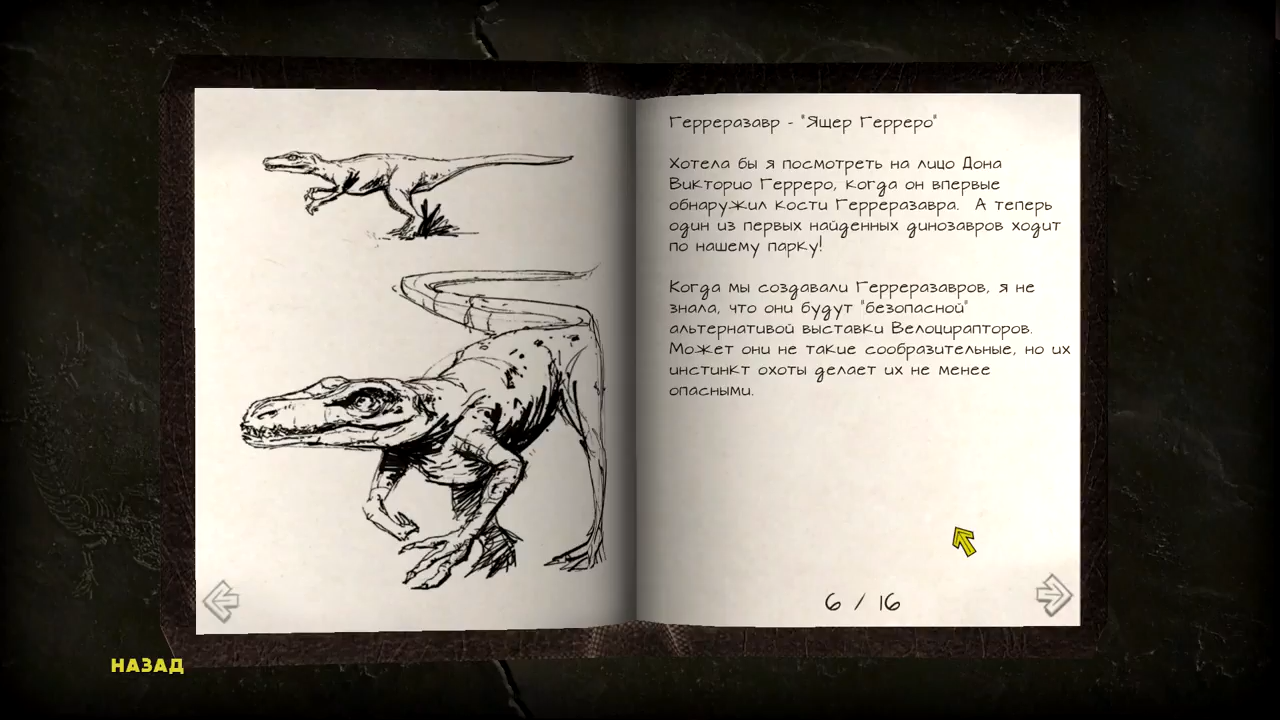 Герреразавр - "Ящер Герреро"
Хотела бы я посмотреть на лицо Дона
Викторио Герреро, когда он впервые
обнаружил кости Герреразавра. А теперь
один из первых найденных динозавров ходит
по нашему парку!
Когда мы создавали Герреразавров, я не
знала, что они будут "безопасной"
альтернативой выставки Велоцирапторов.
Может они не такие сообразительные, но их
инстинкт охоты делает их не менее
опасными.
6 / 16
НАЗАД